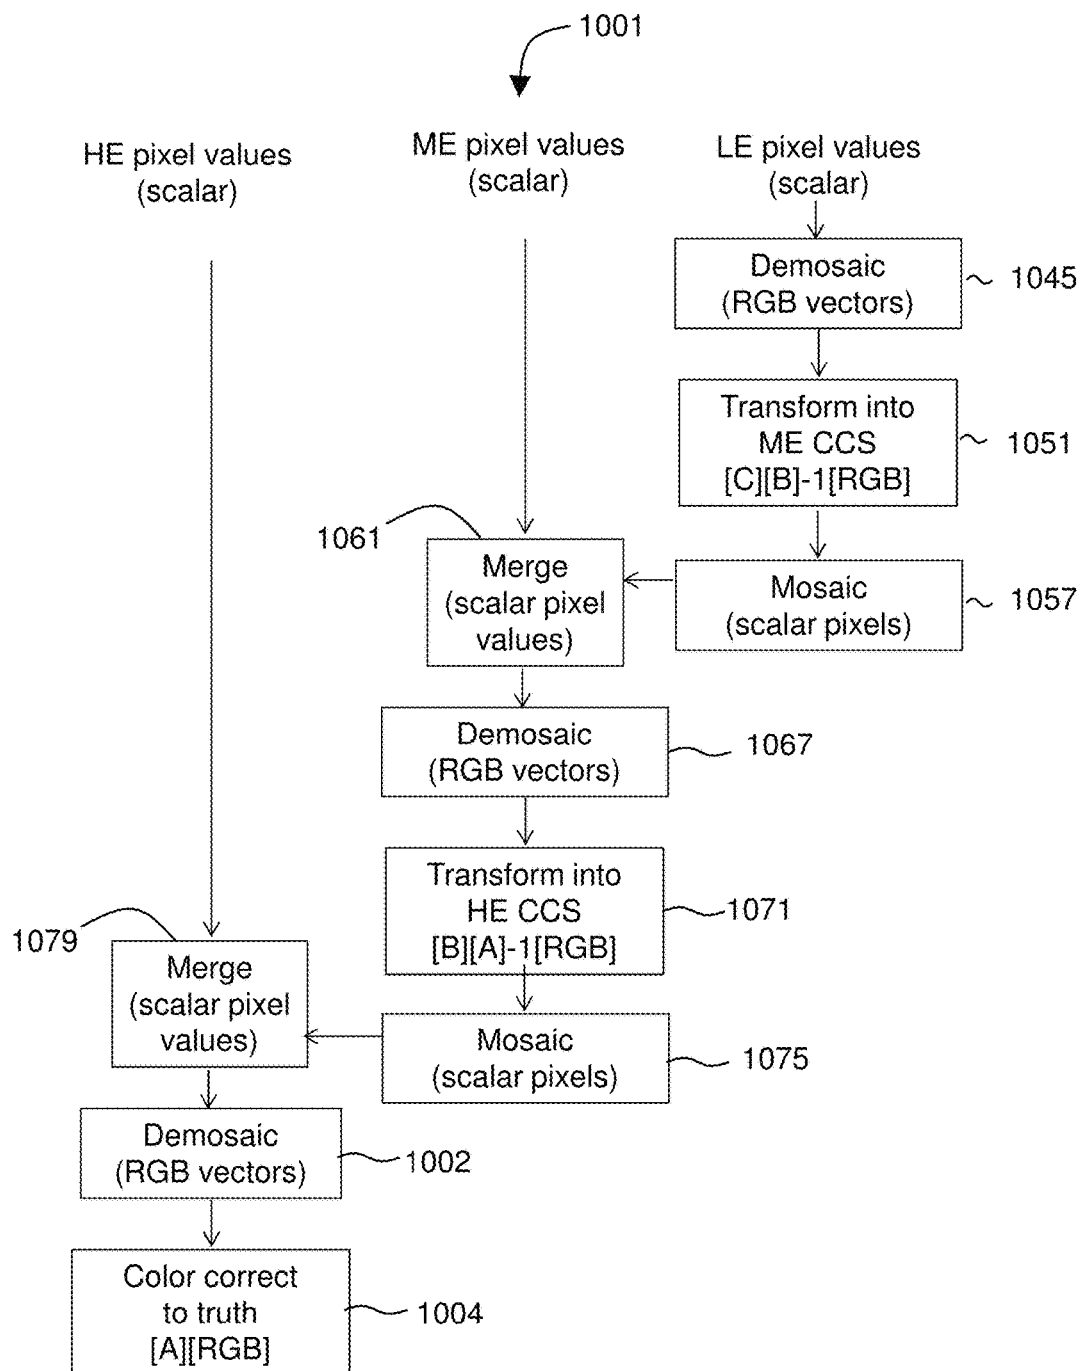 1001
HE pixel values
(scalar)
ME pixel values
(scalar)
LE pixel values
(scalar)
Demosaic
(RGB vectors)
1045
Transform into
ME CCS
[C][B]-1[RGB]
1051
1061
Merge
(scalar pixel
values)
Mosaic
(scalar pixels)
1057
Demosaic
(RGB vectors)
1067
Transform into
HE CCS
[B][A]-1[RGB]
1071
1079
Merge
(scalar pixel
values)
Mosaic
(scalar pixels)
1075
Demosaic
(RGB vectors)
1002
Color correct
to truth
[A][RGB]
1004